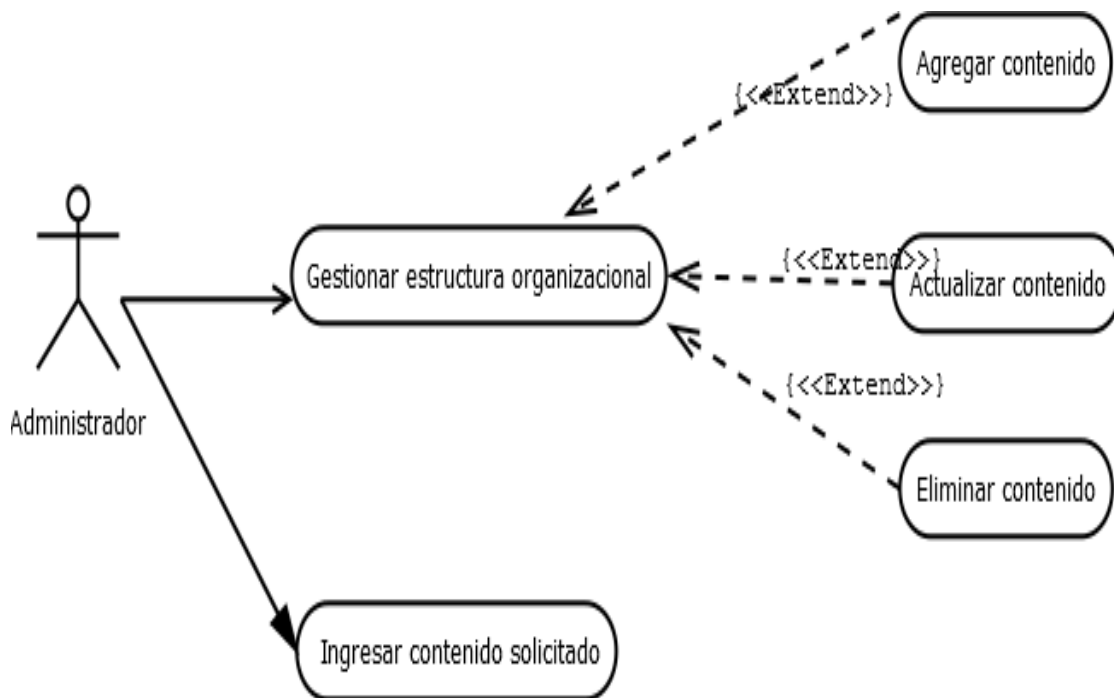 Agregar contenido
{<<Extend>>}
Gestionar estructura organizacional
{<<Extend>>}
Actualizar contenido
{<<Extend>>}
Administrador
Eliminar contenido
Ingresar contenido solicitado